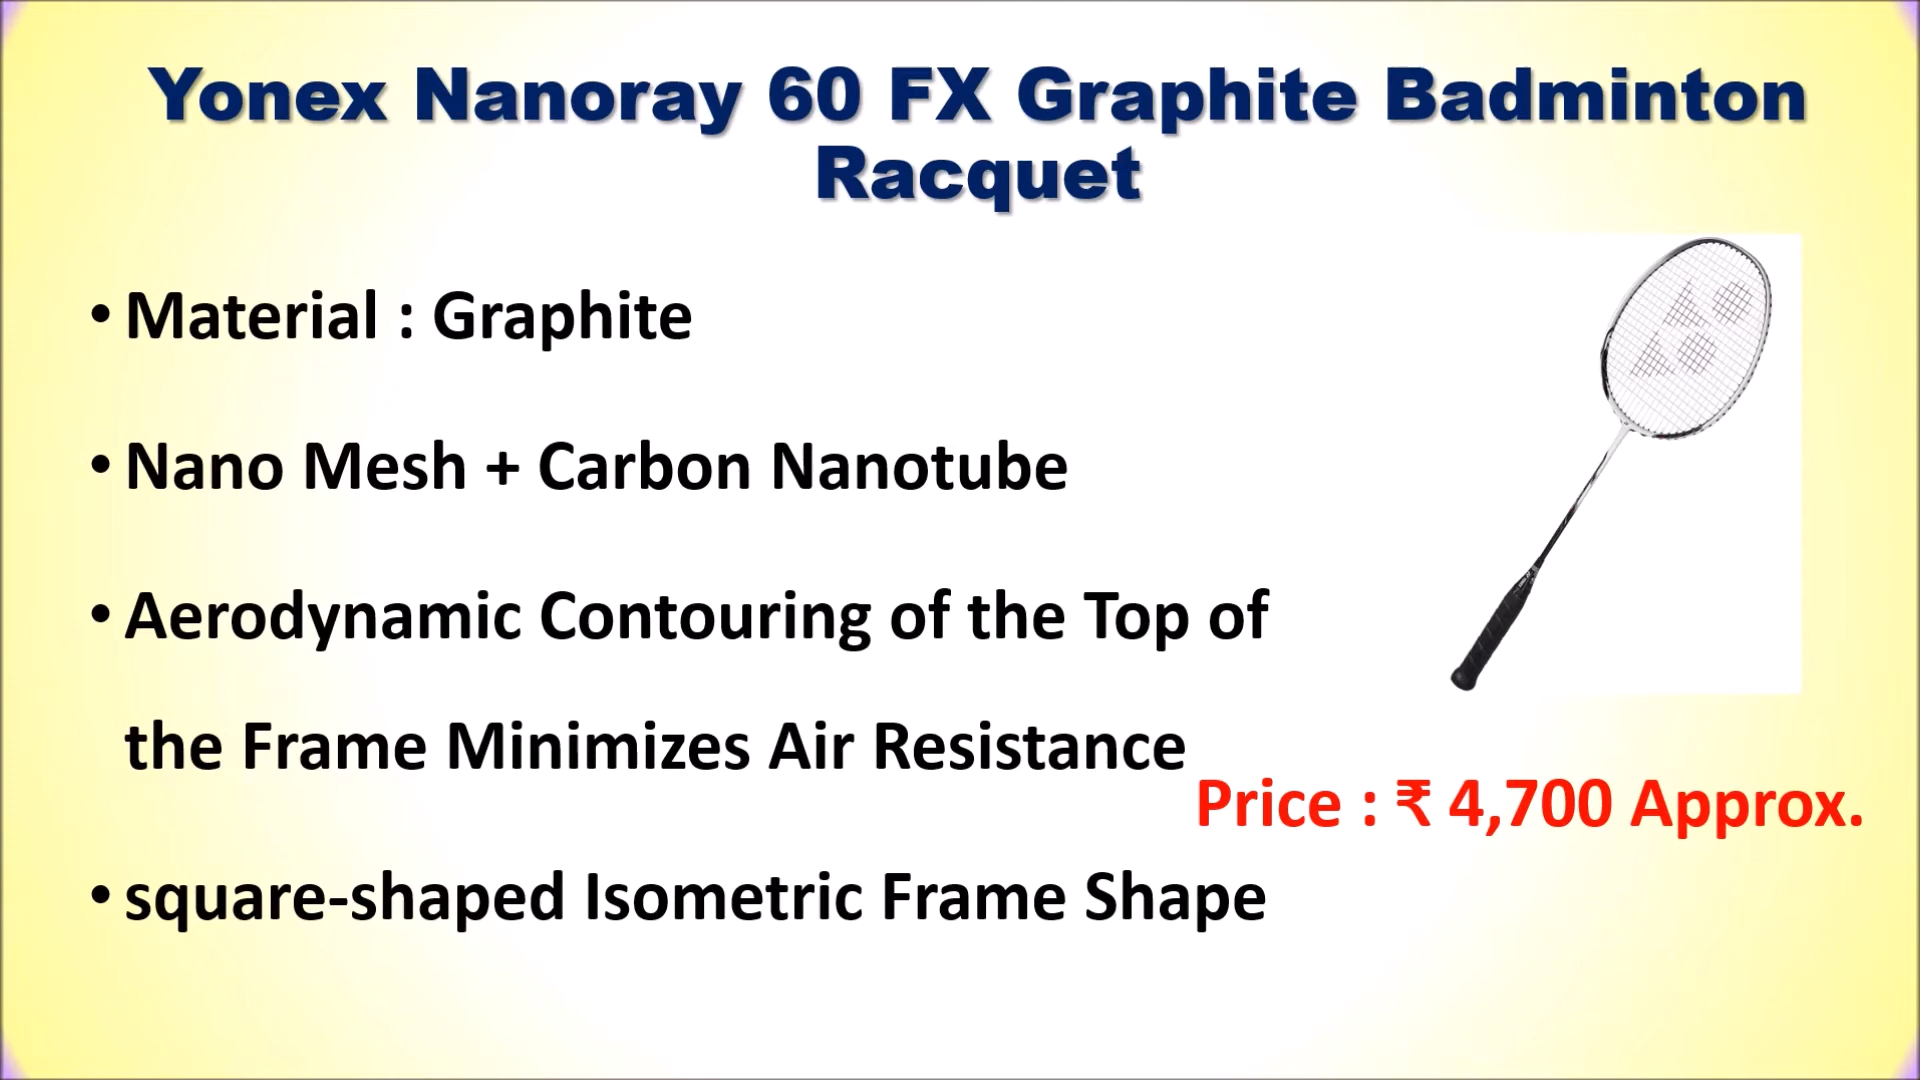 Yonex Nanoray 60 FX Graphite Badminton
Racquet
• Material : Graphite
• Nano Mesh + Carbon Nanotube
• Aerodynamic Contouring of the Top of
the Frame Minimizes Air Resistance
Price : ₹ 4,700 Approx.
• square-shaped Isometric Frame Shape